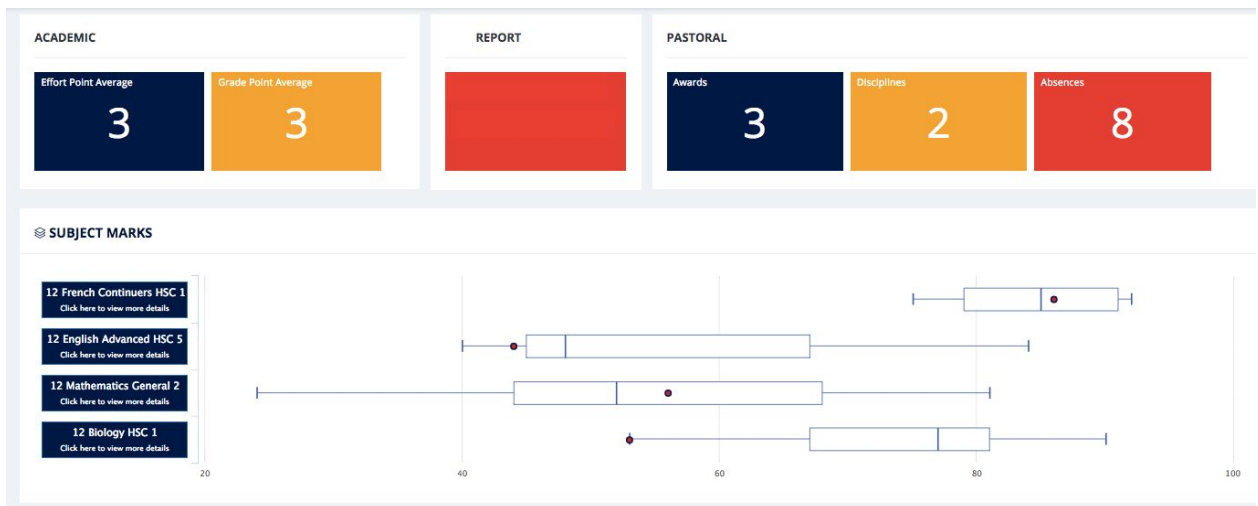 ACADEMIC
REPORT
PASTORAL
Effort Point Average
3
Grade Point Average
3
Awards
3
Disciplines
2
Absences
8
SUBJECT MARKS
12 French Continuers HSC 1
Click here to view more details
12 English Advanced HSC 5
Click here to view more details
12 Mathematics General 2
Click here to view more details
12 Biology HSC 1
Click here to view more details
20
40
60
80
100